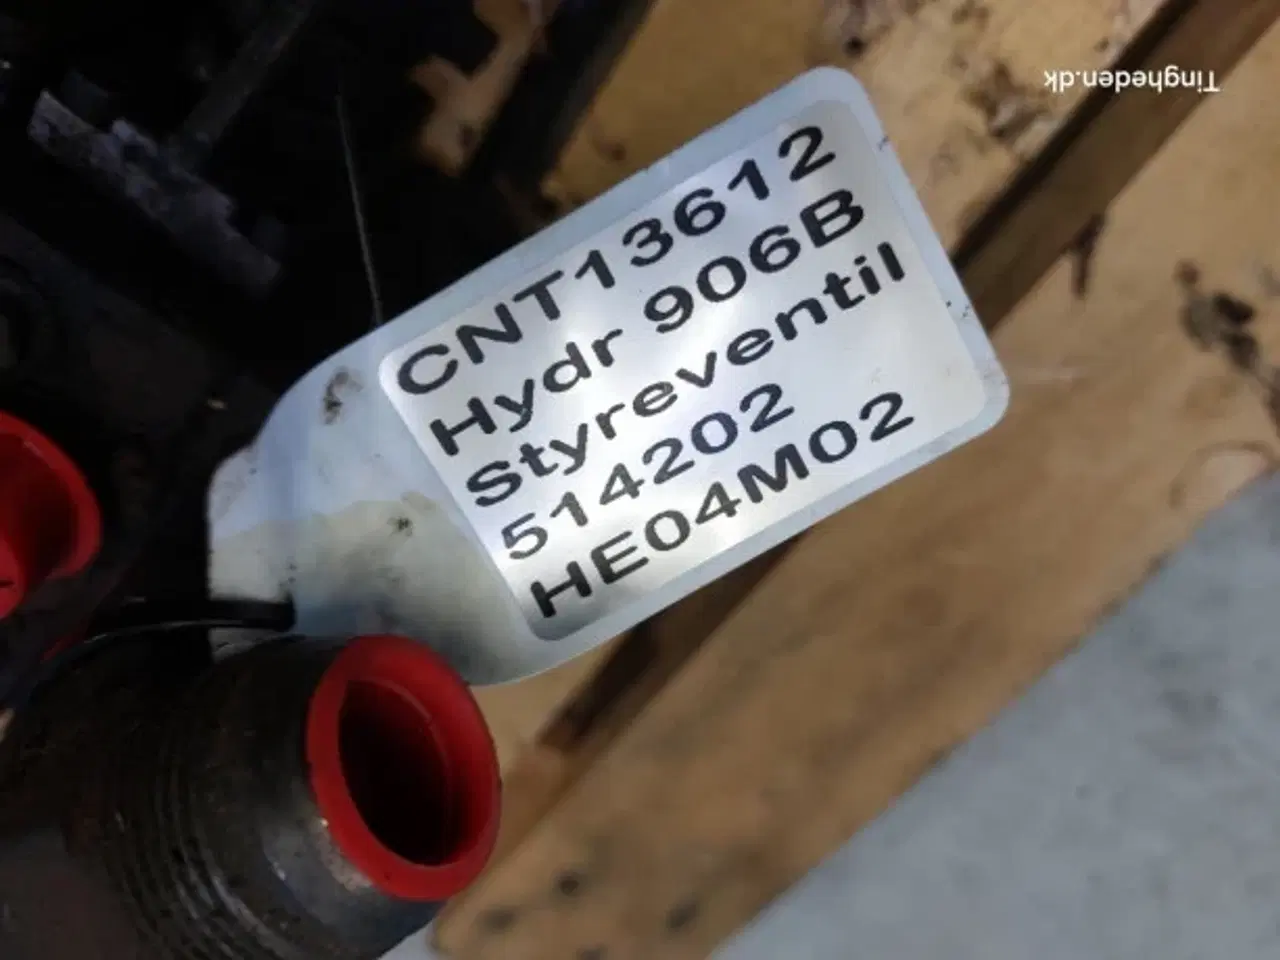 CNT13612
Hydr 906B
Styreventil
514202
HE04M02
Tingheden.dk